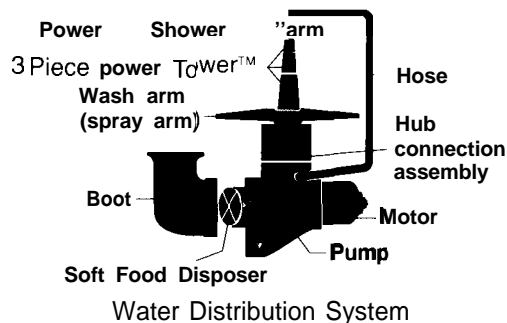 Power Shower "arm
3 Piece power Tower™
Wash arm
(spray arm)
Hose
Hub
connection
assembly
Boot
Motor
Pump
Soft Food Disposer
Water Distribution System